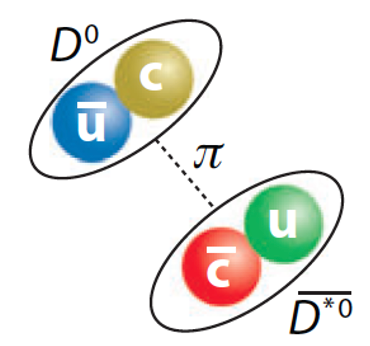 D⁰
c
ū
π
u
c̄
D̅*⁰